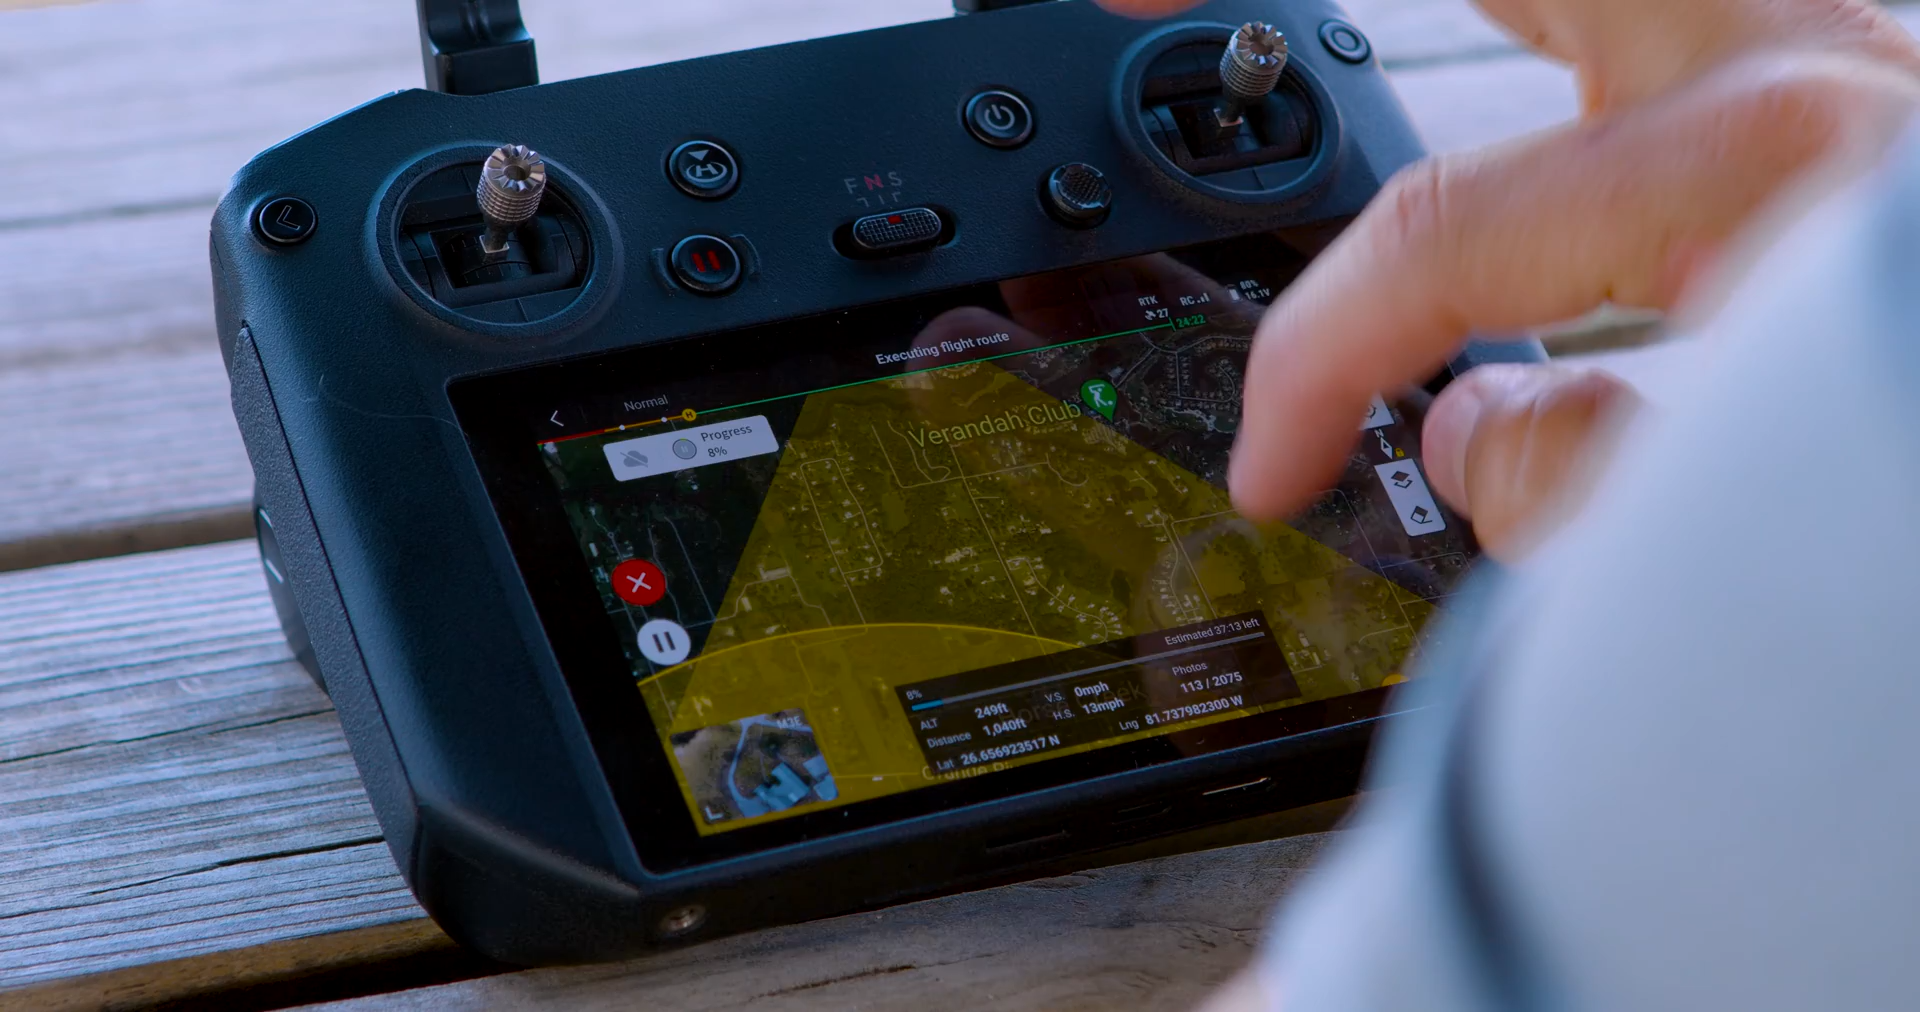 F N S
RTK
27
RC
80%
16.1V
24:22
Executing flight route
Normal
H
Progress
8%
Verandah Club
N
Estimated 37:13 left
8%
ALT 249ft
V.S. 0mph
Photos
113 / 2075
Distance 1,040ft
H.S. 13mph
Lat 26.656923517 N
Lng 81.737982300 W
M3E